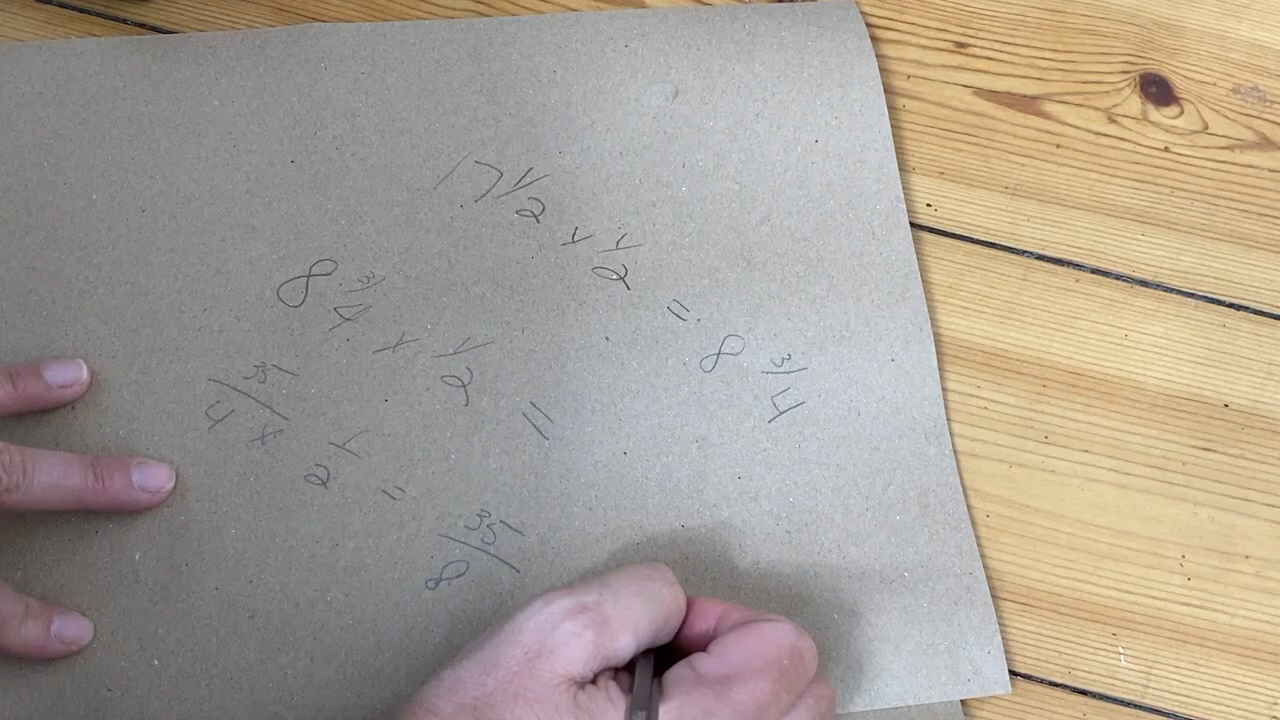 17 1/2 x 1/2 = 8 3/4
8 3/4 x 1/2 =
35/4 x 1/2 = 35/8